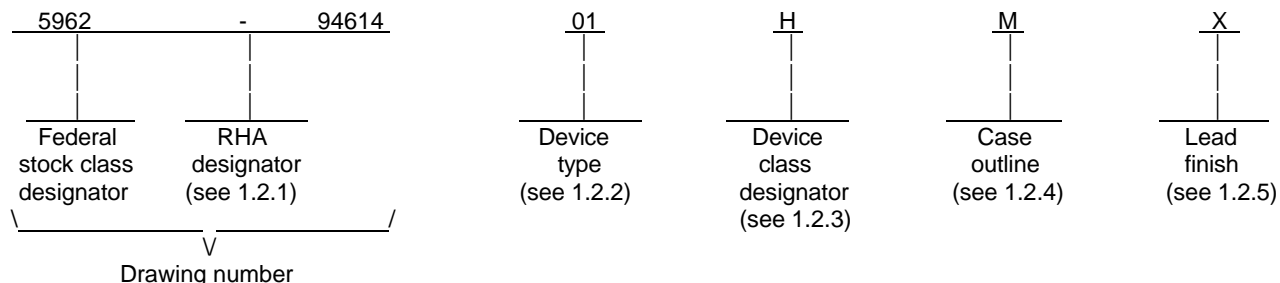 5962 - 94614 01 H M X
Federal stock class designator
RHA designator (see 1.2.1)
Device type (see 1.2.2)
Device class designator (see 1.2.3)
Case outline (see 1.2.4)
Lead finish (see 1.2.5)
Drawing number